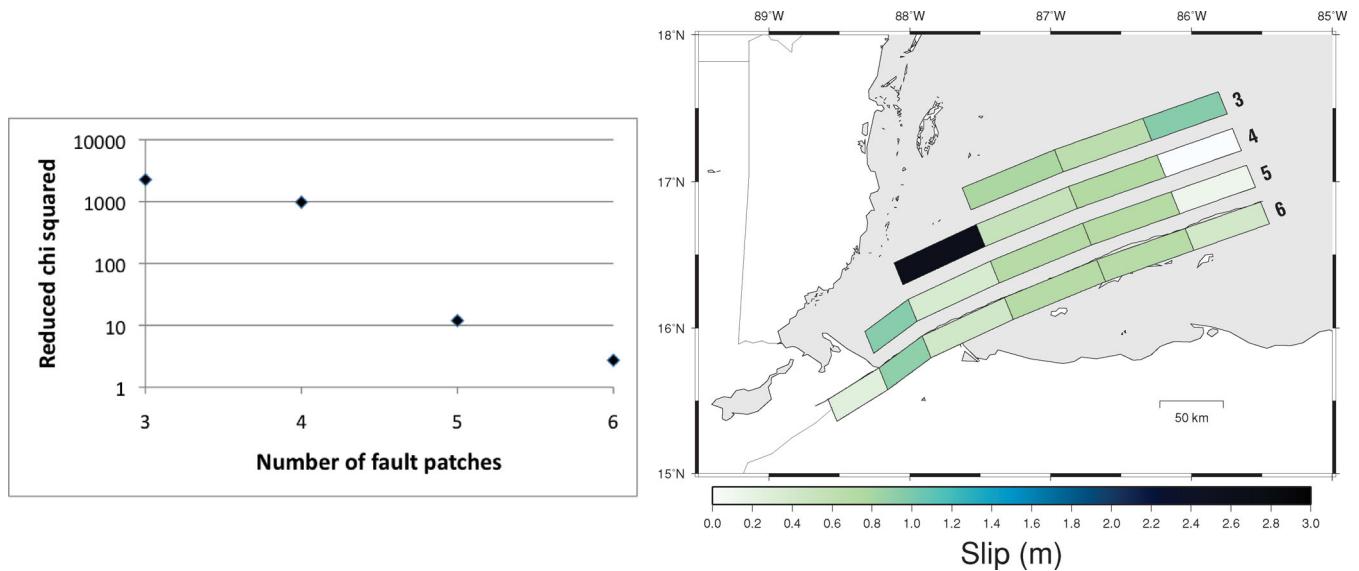 10000
1000
100
10
1
Reduced chi squared
3 4 5 6
Number of fault patches
89°W 88°W 87°W 86°W 85°W
18°N
17°N
16°N
15°N
3
4
5
6
50 km
0.0 0.2 0.4 0.6 0.8 1.0 1.2 1.4 1.6 1.8 2.0 2.2 2.4 2.6 2.8 3.0
Slip (m)